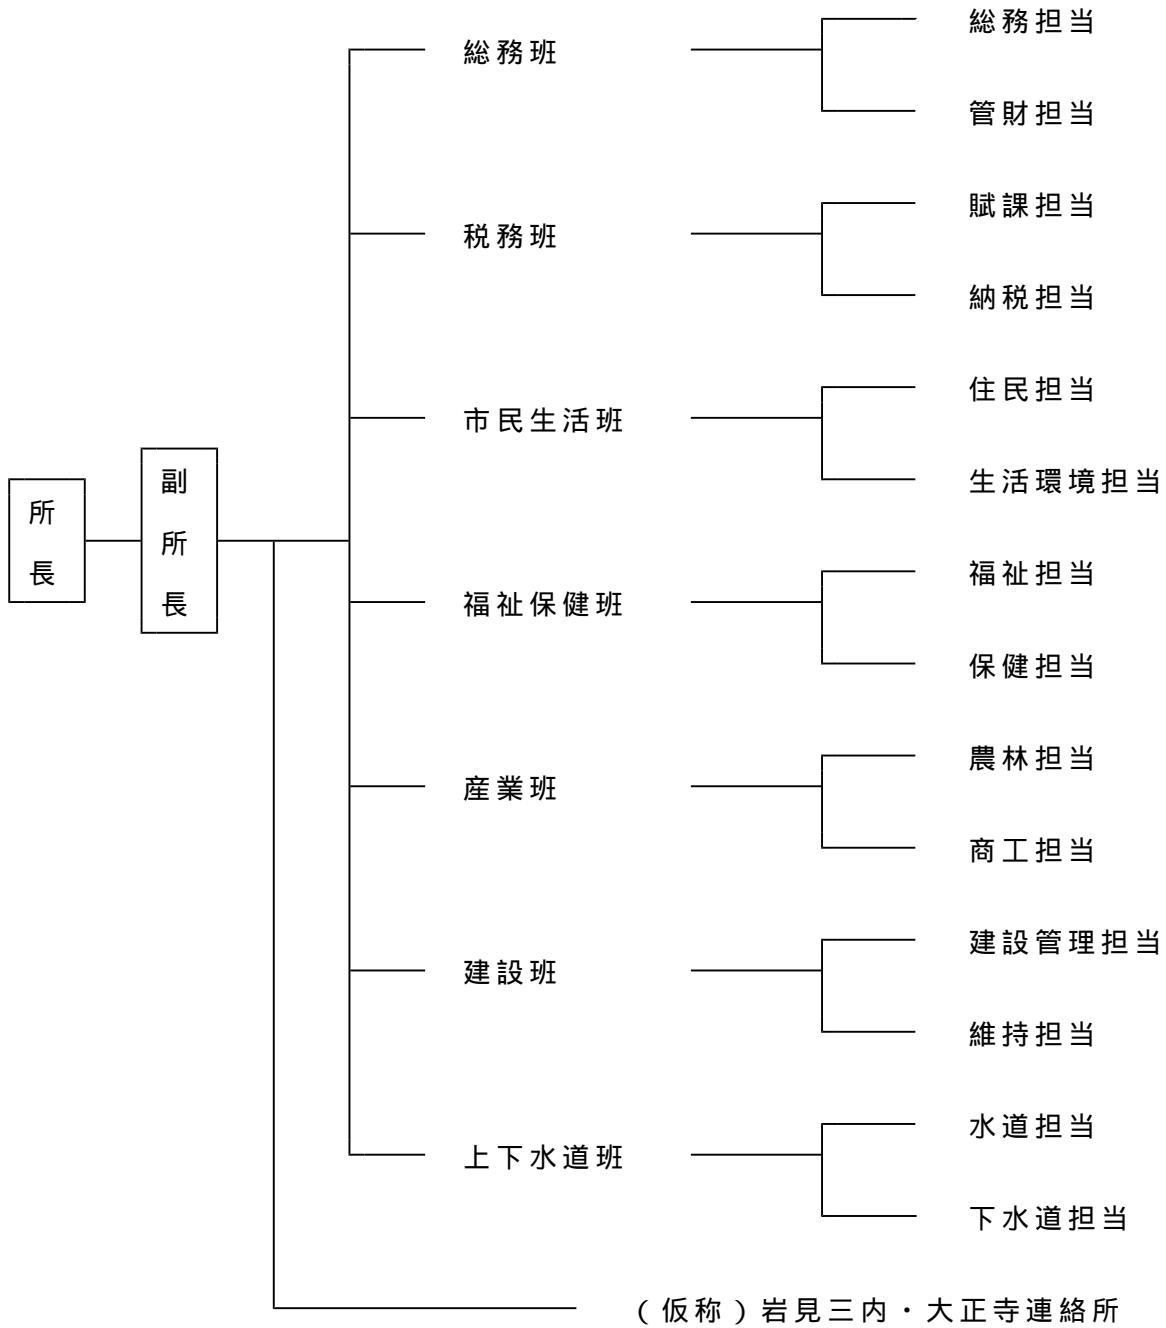 所長
副所長
総務班
総務担当
管財担当
税務班
賦課担当
納税担当
市民生活班
住民担当
生活環境担当
福祉保健班
福祉担当
保健担当
産業班
農林担当
商工担当
建設班
建設管理担当
維持担当
上下水道班
水道担当
下水道担当
（仮称）岩見三内・大正寺連絡所